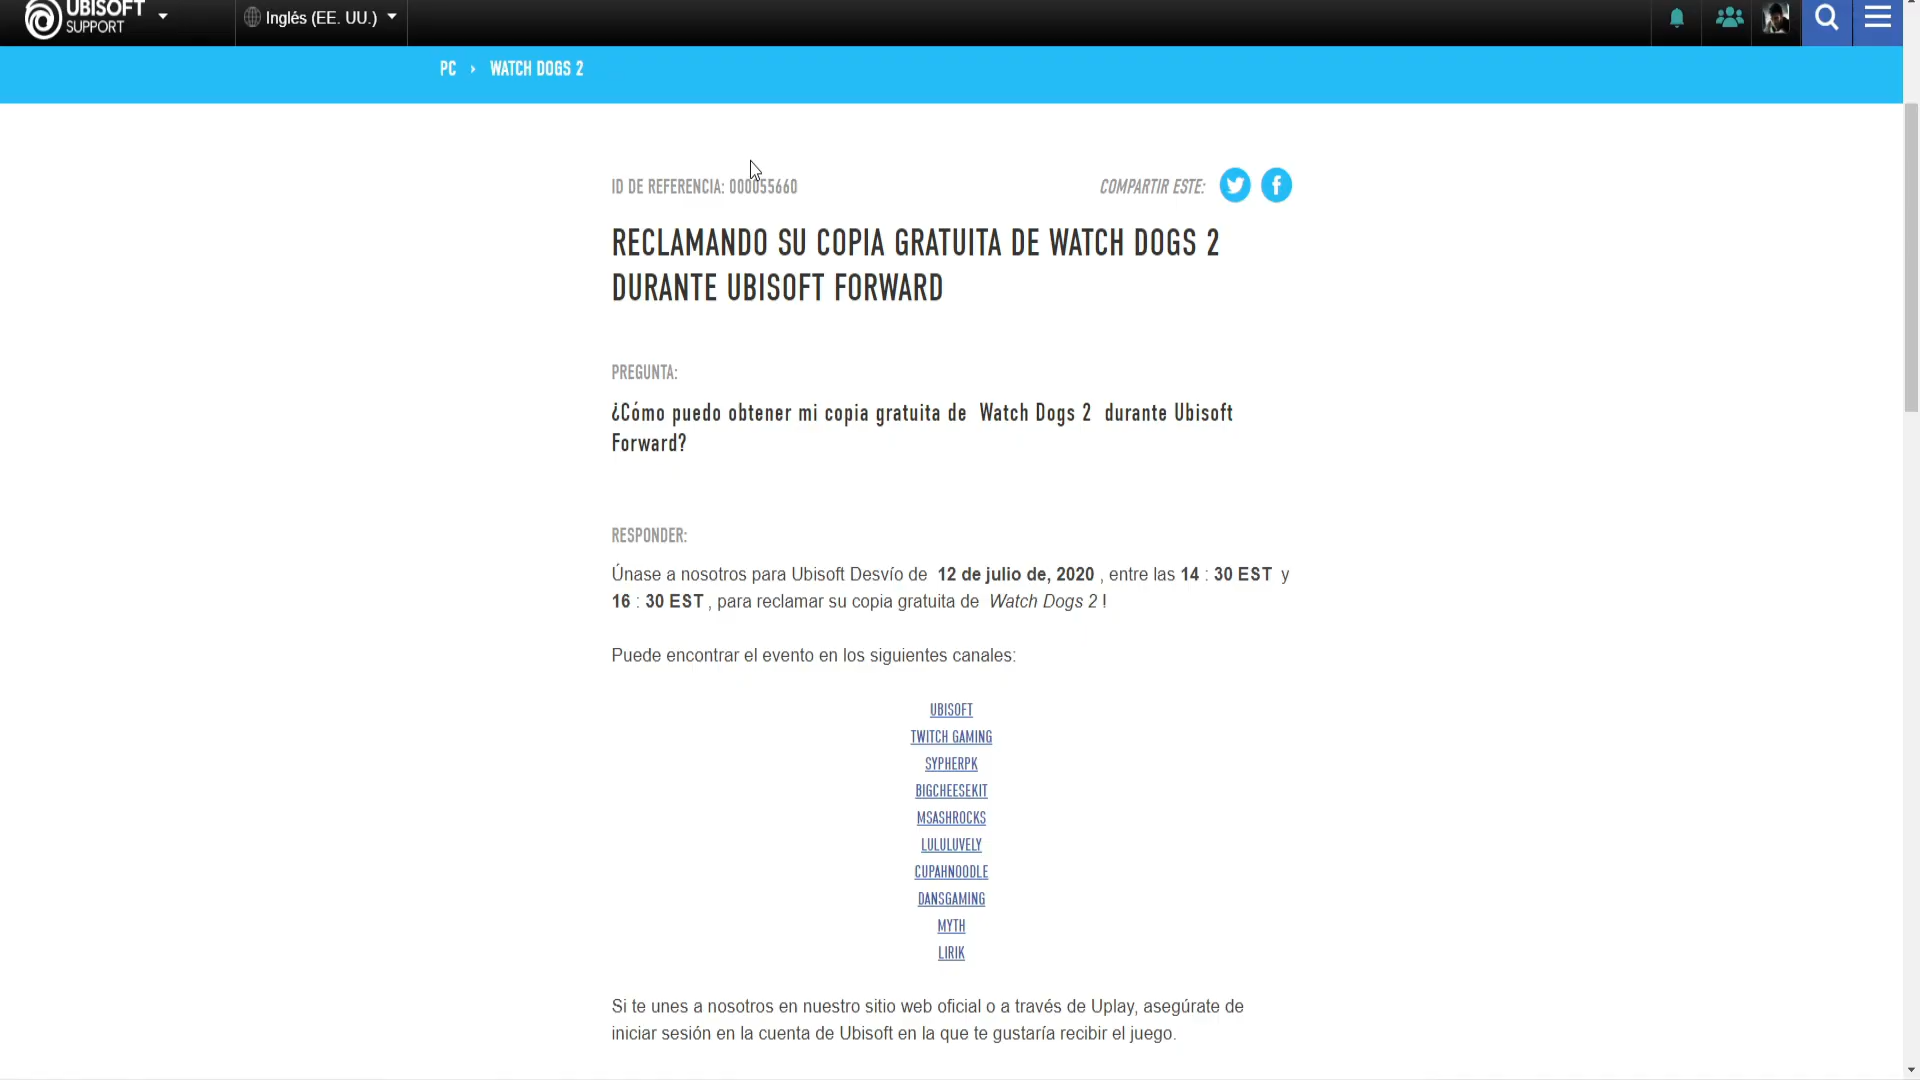 UBISOFT
SUPPORT
Inglés (EE. UU.)
PC › WATCH DOGS 2
ID DE REFERENCIA: 000055660
COMPARTIR ESTE:
RECLAMANDO SU COPIA GRATUITA DE WATCH DOGS 2
DURANTE UBISOFT FORWARD
PREGUNTA:
¿Cómo puedo obtener mi copia gratuita de Watch Dogs 2 durante Ubisoft
Forward?
RESPONDER:
Únase a nosotros para Ubisoft Desvío de 12 de julio de, 2020 , entre las 14 : 30 EST y
16 : 30 EST , para reclamar su copia gratuita de Watch Dogs 2 !
Puede encontrar el evento en los siguientes canales:
UBISOFT
TWITCH GAMING
SYPHERPK
BIGCHEESEKIT
MSASHROCKS
LULULUVELY
CUPAHNOODLE
DANSGAMING
MYTH
LIRIK
Si te unes a nosotros en nuestro sitio web oficial o a través de Uplay, asegúrate de
iniciar sesión en la cuenta de Ubisoft en la que te gustaría recibir el juego.